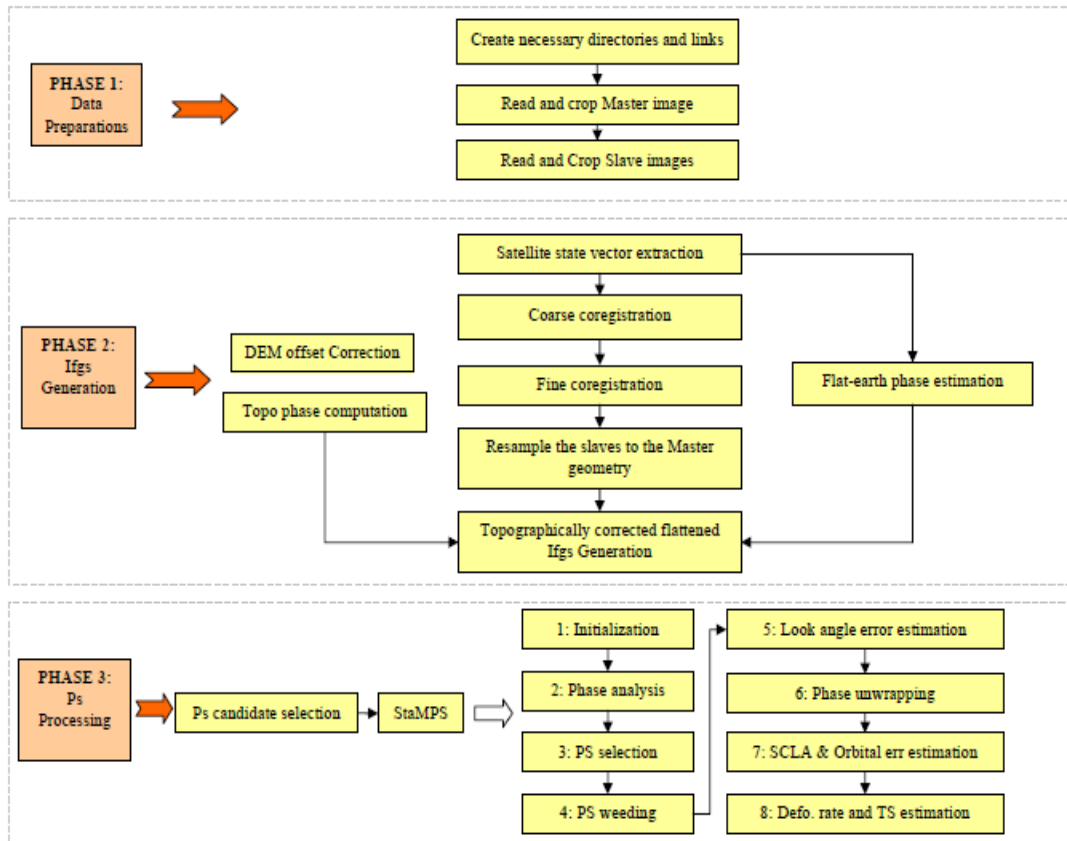 PHASE 1:
Data
Preparations
Create necessary directories and links
Read and crop Master image
Read and Crop Slave images
PHASE 2:
Ifgs
Generation
DEM offset Correction
Topo phase computation
Satellite state vector extraction
Coarse coregistration
Fine coregistration
Resample the slaves to the Master
geometry
Topographically corrected flattened
Ifgs Generation
Flat-earth phase estimation
PHASE 3:
Ps
Processing
Ps candidate selection
StaMPS
1: Initialization
2: Phase analysis
3: PS selection
4: PS weeding
5: Look angle error estimation
6: Phase unwrapping
7: SCLA & Orbital err estimation
8: Defo. rate and TS estimation